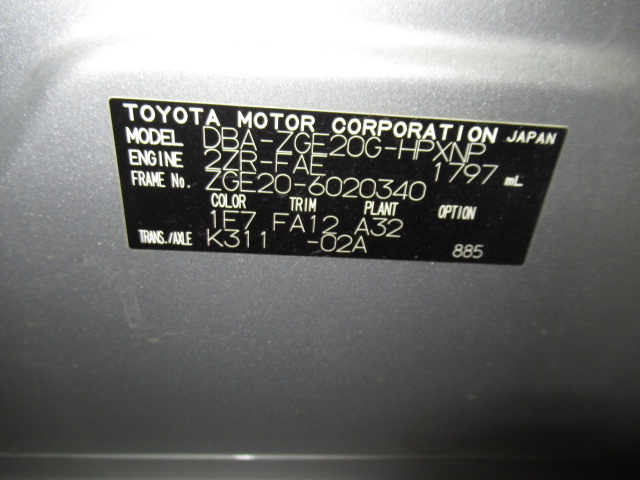 TOYOTA MOTOR CORPORATION JAPAN
MODEL DBA-ZGE20G-HPXNP
ENGINE 2ZR-FAE 1797 mL
FRAME No. ZGE20-6020340
COLOR TRIM PLANT OPTION
1E7 FA12 A32
TRANS./AXLE K311 -02A 885